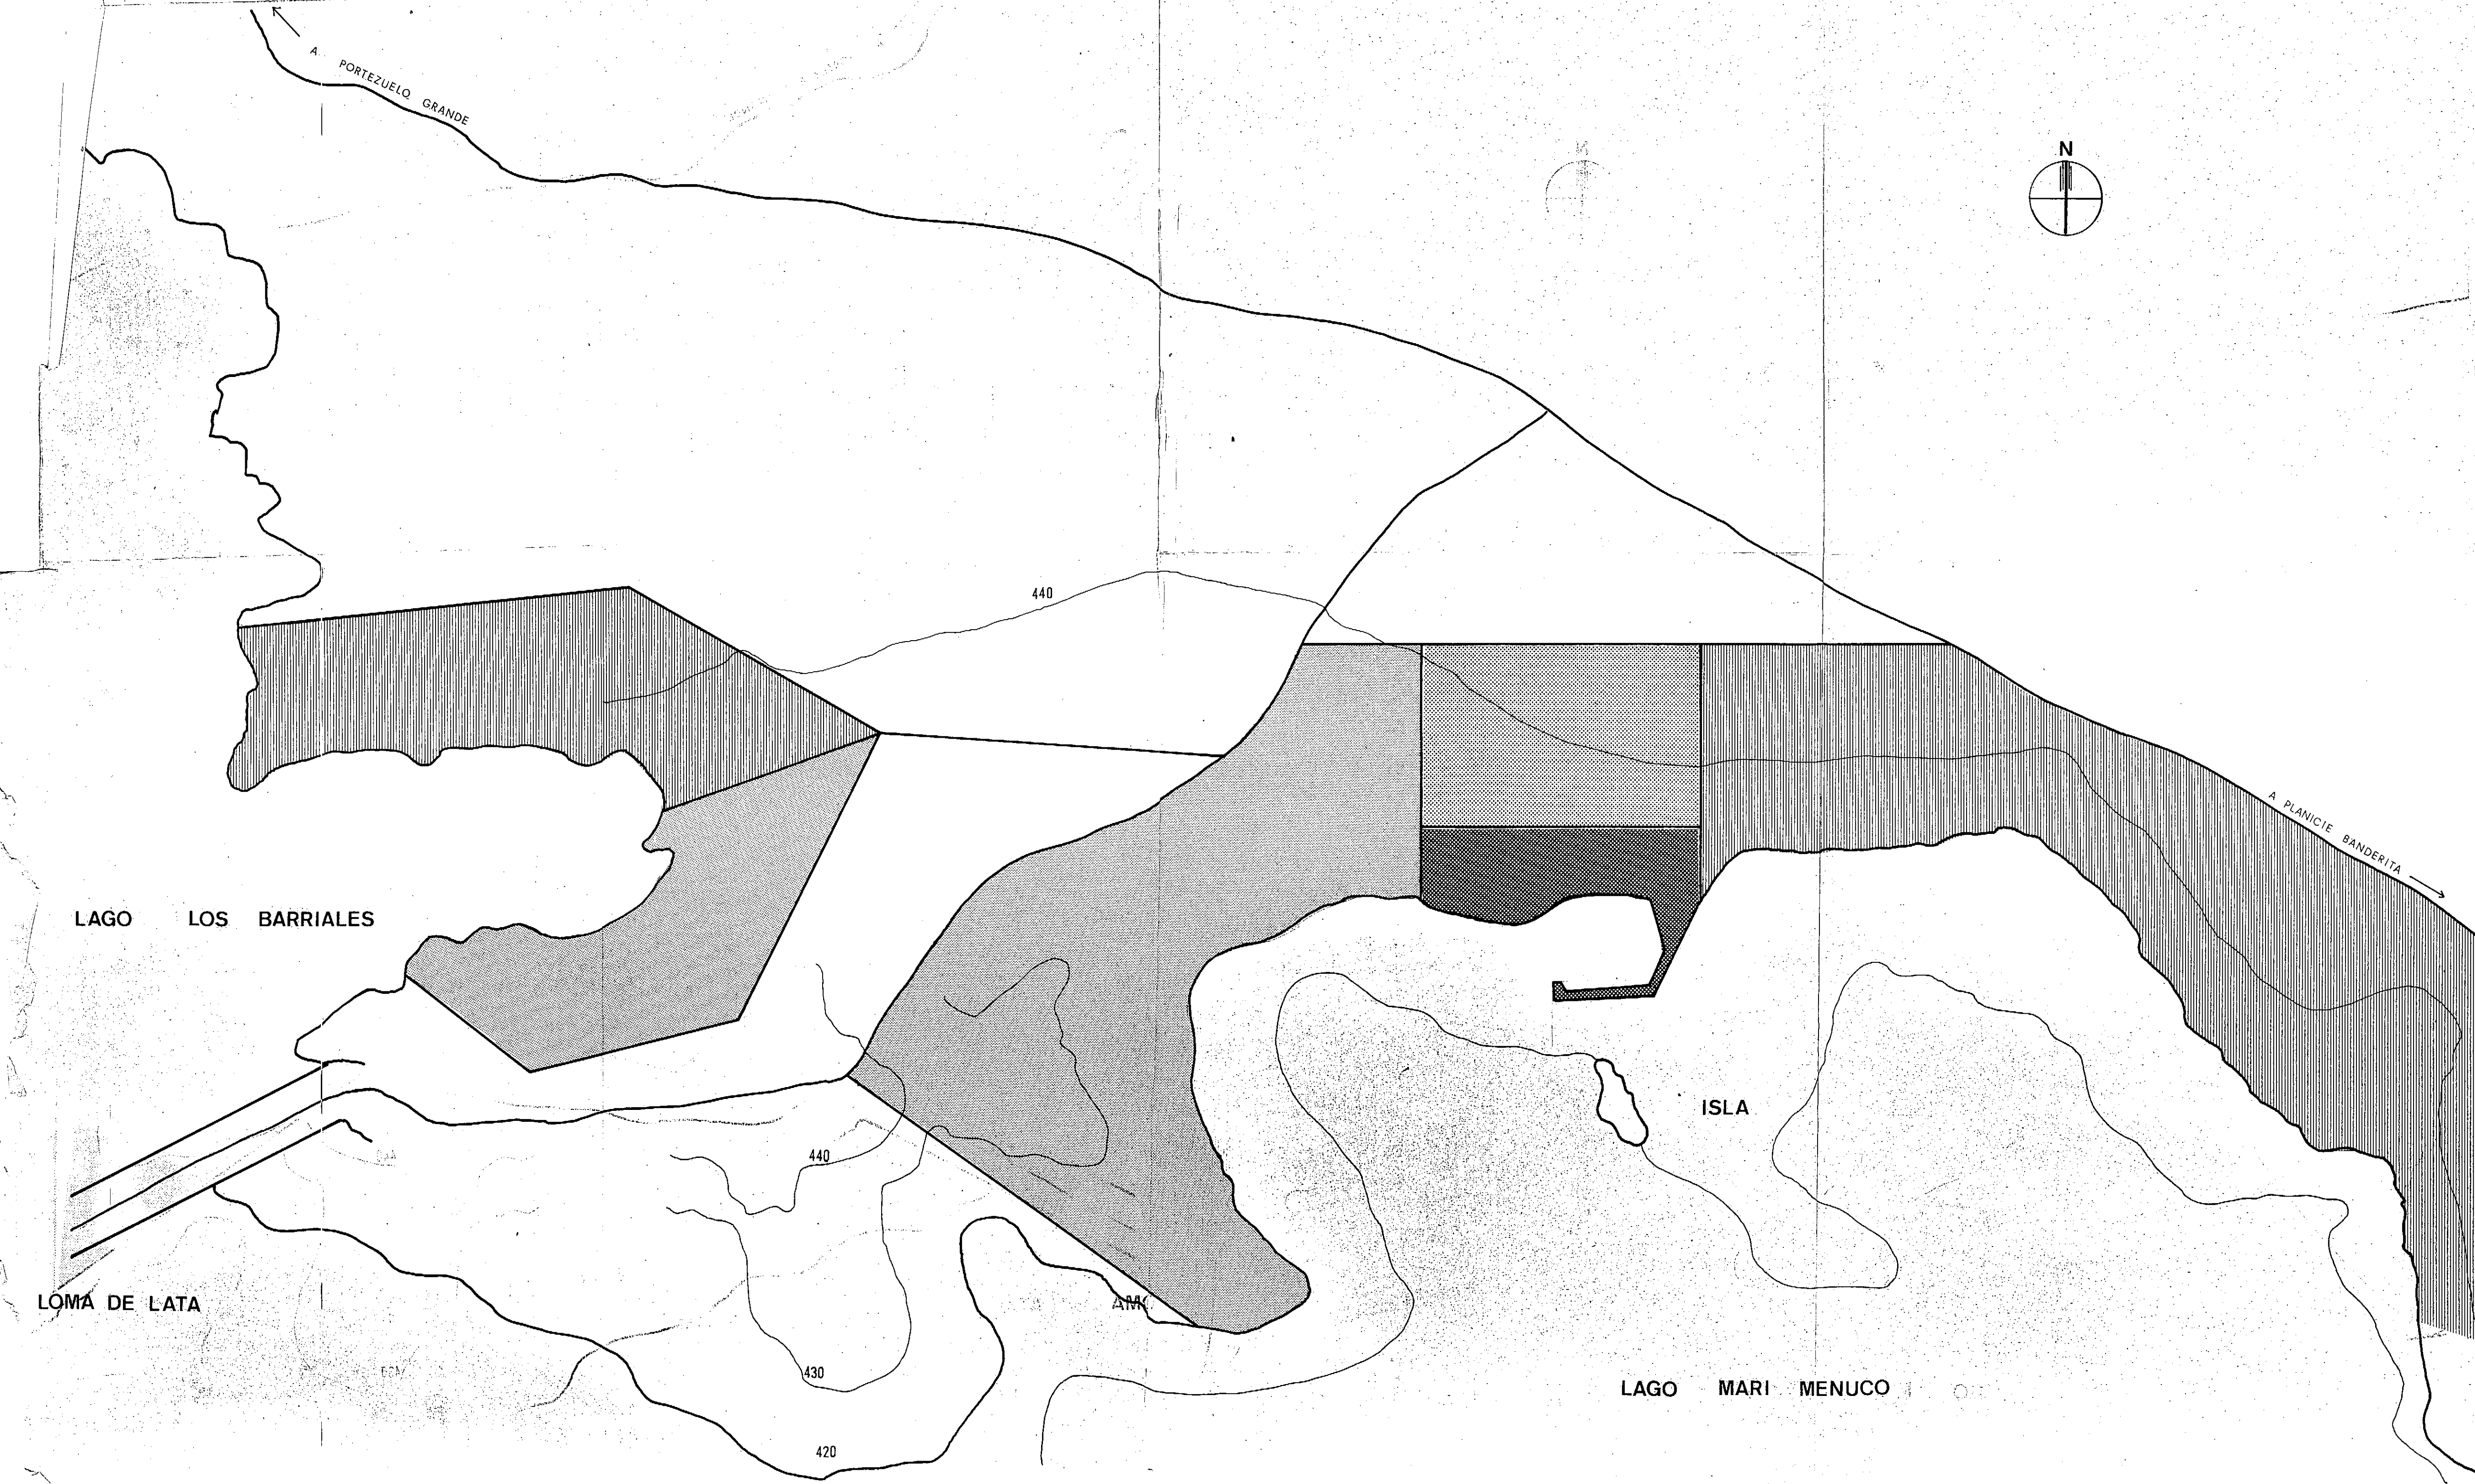 A PORTEZUELO GRANDE
N
440
A PLANICIE BANDERITA
LAGO LOS BARRIALES
ISLA
440
LOMA DE LATA
430
LAGO MARI MENUCO
420